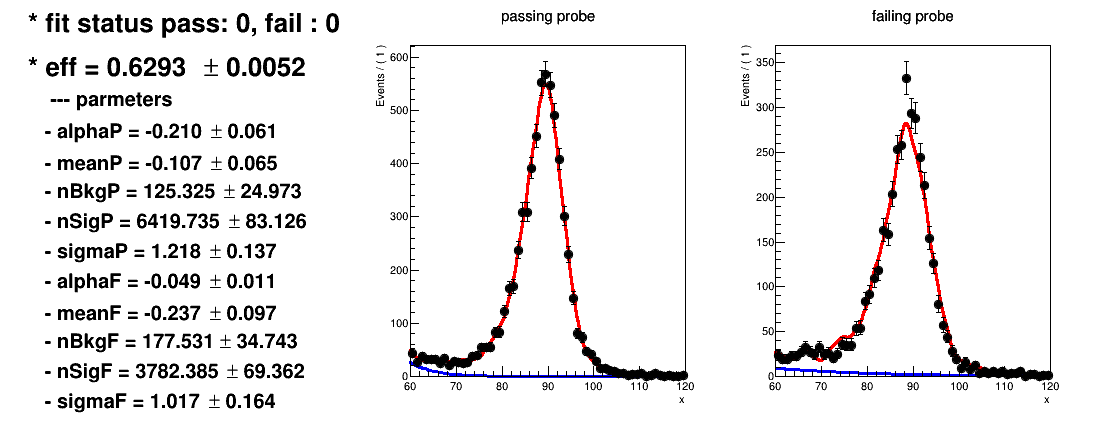 * fit status pass: 0, fail : 0
* eff = 0.6293 ± 0.0052
--- parmeters
- alphaP = -0.210 ± 0.061
- meanP = -0.107 ± 0.065
- nBkgP = 125.325 ± 24.973
- nSigP = 6419.735 ± 83.126
- sigmaP = 1.218 ± 0.137
- alphaF = -0.049 ± 0.011
- meanF = -0.237 ± 0.097
- nBkgF = 177.531 ± 34.743
- nSigF = 3782.385 ± 69.362
- sigmaF = 1.017 ± 0.164
passing probe
Events / ( 1 )
600
500
400
300
200
100
0
60 70 80 90 100 110 120
x
failing probe
Events / ( 1 )
350
300
250
200
150
100
50
0
60 70 80 90 100 110 120
x